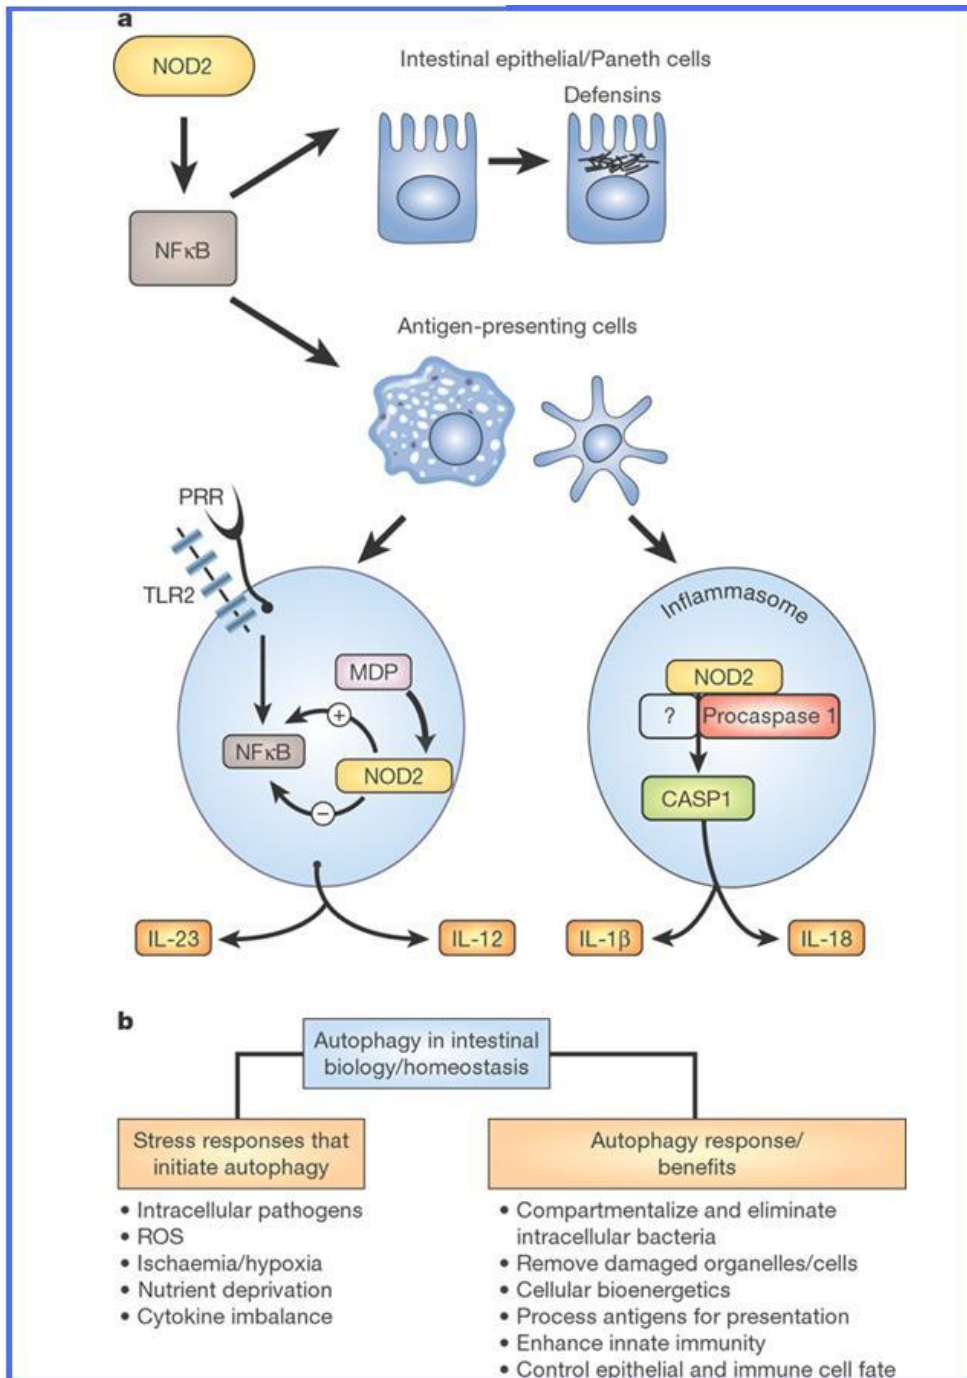 a
NOD2
Intestinal epithelial/Paneth cells
Defensins
NFκB
Antigen-presenting cells
PRR
TLR2
MDP
+
NFκB
NOD2
−
IL-23
IL-12
Inflammasome
NOD2
?
Procaspase 1
CASP1
IL-1β
IL-18
b
Autophagy in intestinal
biology/homeostasis
Stress responses that
initiate autophagy
• Intracellular pathogens
• ROS
• Ischaemia/hypoxia
• Nutrient deprivation
• Cytokine imbalance
Autophagy response/
benefits
• Compartmentalize and eliminate
intracellular bacteria
• Remove damaged organelles/cells
• Cellular bioenergetics
• Process antigens for presentation
• Enhance innate immunity
• Control epithelial and immune cell fate